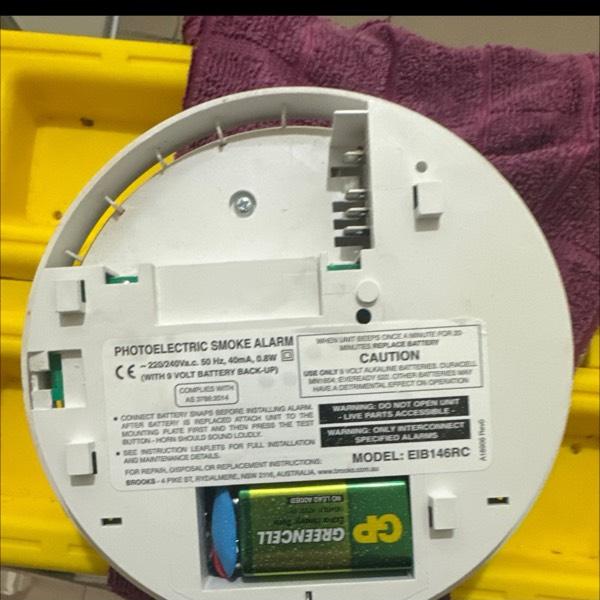 PHOTOELECTRIC SMOKE ALARM
CE ~ 220/240Va.c. 50 Hz, 40mA, 0.8W
(WITH 9 VOLT BATTERY BACK-UP)
COMPLIES WITH
AS 3786:2014
• CONNECT BATTERY SNAPS BEFORE INSTALLING ALARM.
AFTER BATTERY IS REPLACED ATTACH UNIT TO THE
MOUNTING PLATE FIRST AND THEN PRESS THE TEST
BUTTON - HORN SHOULD SOUND LOUDLY.
• SEE INSTRUCTION LEAFLETS FOR FULL INSTALLATION
AND MAINTENANCE DETAILS.
FOR REPAIR, DISPOSAL OR REPLACEMENT INSTRUCTIONS:
BROOKS - 4 PIKE ST, RYDALMERE, NSW 2116, AUSTRALIA. www.brooks.com.au
WHEN UNIT BEEPS ONCE A MINUTE FOR 20
MINUTES REPLACE BATTERY
CAUTION
USE ONLY 9 VOLT ALKALINE BATTERIES, DURACELL
MN1604; EVEREADY 522. OTHER BATTERIES MAY
HAVE A DETRIMENTAL EFFECT ON OPERATION
WARNING: DO NOT OPEN UNIT
- LIVE PARTS ACCESSIBLE -
WARNING: ONLY INTERCONNECT
SPECIFIED ALARMS
MODEL: EIB146RC
GP
GREENCELL
Extra Heavy Duty
NO LEAD ADDED